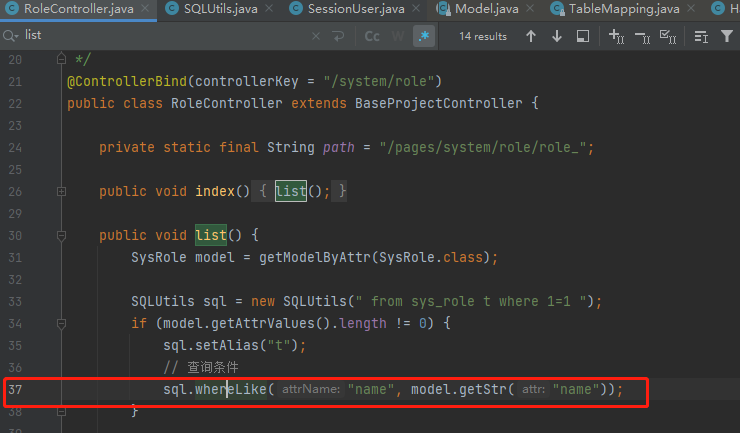 RoleController.java × SQLUtils.java × SessionUser.java × Model.java × TableMapping.java × Ha
list × Cc W .* 14 results
20 */
21 @ControllerBind(controllerKey = "/system/role")
22 public class RoleController extends BaseProjectController {
23
24 private static final String path = "/pages/system/role/role_";
25
26 public void index() { list(); }
29
30 public void list() {
31 SysRole model = getModelByAttr(SysRole.class);
32
33 SQLUtils sql = new SQLUtils(" from sys_role t where 1=1 ");
34 if (model.getAttrValues().length != 0) {
35 sql.setAlias("t");
36 // 查询条件
37 sql.whereLike( attrName: "name", model.getStr( attr: "name"));
38 }